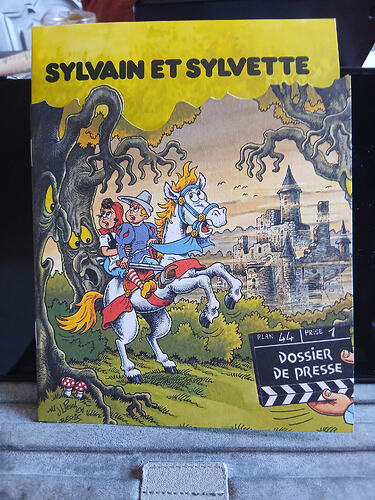 SYLVAIN ET SYLVETTE
PLAN 44 PRISE 1
DOSSIER
DE PRESSE